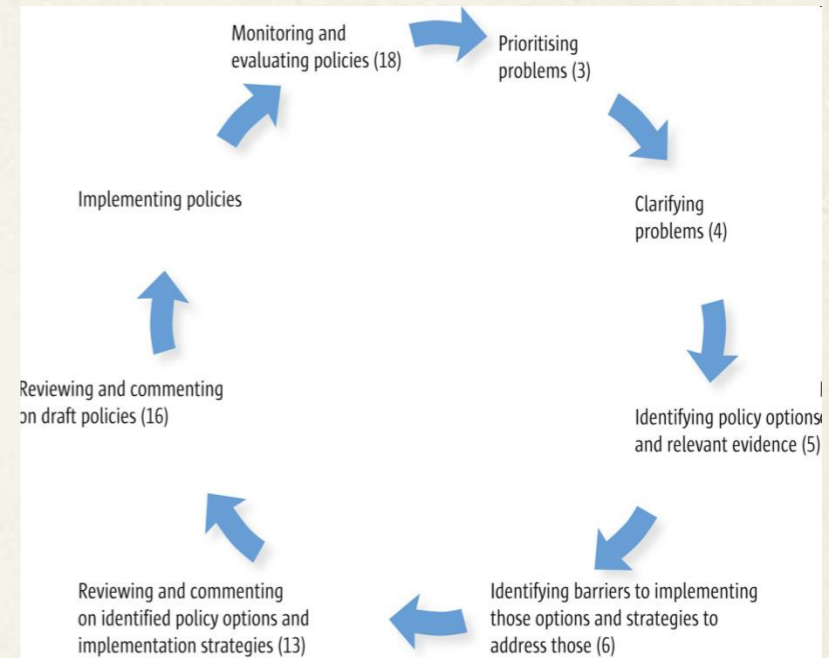 Monitoring and
evaluating policies (18)
Prioritising
problems (3)
Clarifying
problems (4)
Identifying policy options
and relevant evidence (5)
Identifying barriers to implementing
those options and strategies to
address those (6)
Reviewing and commenting
on identified policy options and
implementation strategies (13)
Reviewing and commenting
on draft policies (16)
Implementing policies